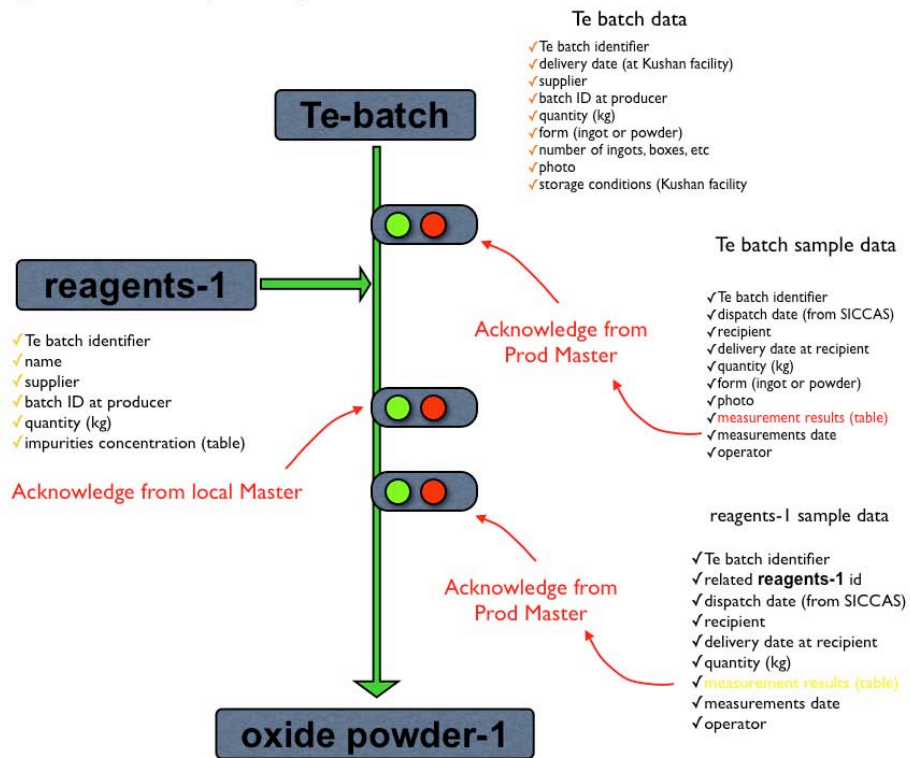 Te batch data
✓Te batch identifier
✓delivery date (at Kushan facility)
✓supplier
✓batch ID at producer
✓quantity (kg)
✓form (ingot or powder)
✓number of ingots, boxes, etc
✓photo
✓storage conditions (Kushan facility
Te-batch
reagents-1
✓Te batch identifier
✓name
✓supplier
✓batch ID at producer
✓quantity (kg)
✓impurities concentration (table)
Acknowledge from local Master
Acknowledge from
Prod Master
Te batch sample data
✓Te batch identifier
✓dispatch date (from SICCAS)
✓recipient
✓delivery date at recipient
✓quantity (kg)
✓form (ingot or powder)
✓photo
✓measurement results (table)
✓measurements date
✓operator
Acknowledge from
Prod Master
reagents-1 sample data
✓Te batch identifier
✓related reagents-1 id
✓dispatch date (from SICCAS)
✓recipient
✓delivery date at recipient
✓quantity (kg)
✓measurement results (table)
✓measurements date
✓operator
oxide powder-1